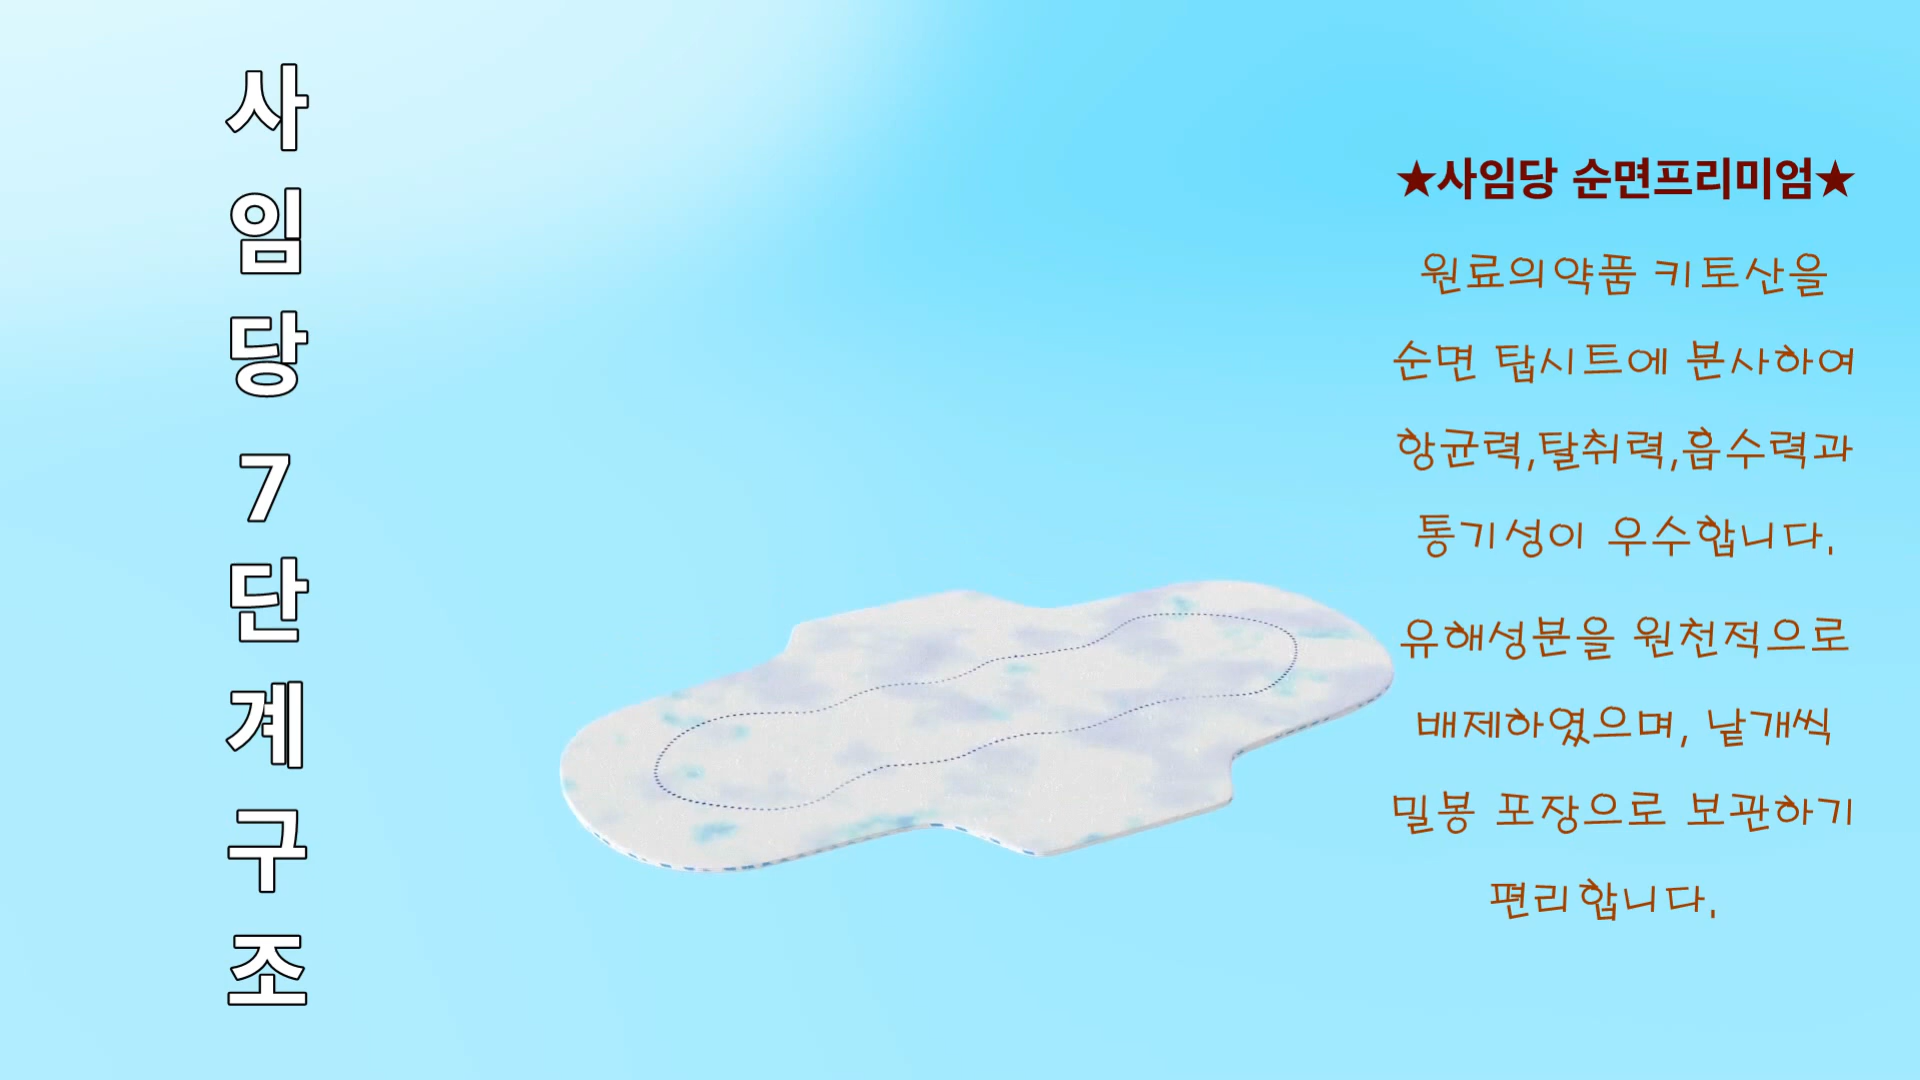 사임당 7단계구조
★사임당 순면프리미엄★
원료의약품 키토산을
순면 탑시트에 분사하여
항균력,탈취력,흡수력과
통기성이 우수합니다.
유해성분을 원천적으로
배제하였으며, 낱개씩
밀봉 포장으로 보관하기
편리합니다.